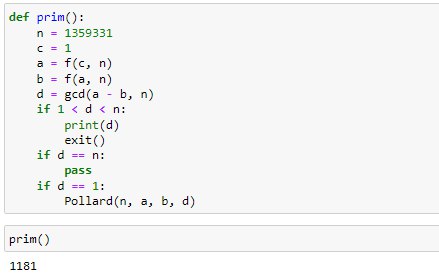 def prim():
    n = 1359331
    c = 1
    a = f(c, n)
    b = f(a, n)
    d = gcd(a - b, n)
    if 1 < d < n:
        print(d)
        exit()
    if d == n:
        pass
    if d == 1:
        Pollard(n, a, b, d)
prim()
1181